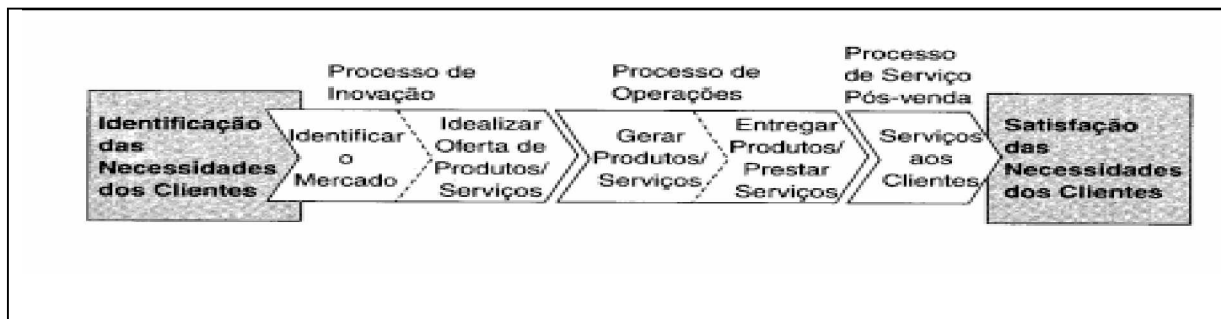 Processo de
Inovação
Processo de
Operações
Processo
de Serviço
Pós-venda
Identificação
das
Necessidades
dos Clientes
Identificar
o
Mercado
Idealizar
Oferta de
Produtos/
Serviços
Gerar
Produtos/
Serviços
Entregar
Produtos/
Prestar
Serviços
Serviços
aos
Clientes
Satisfação
das
Necessidades
dos Clientes